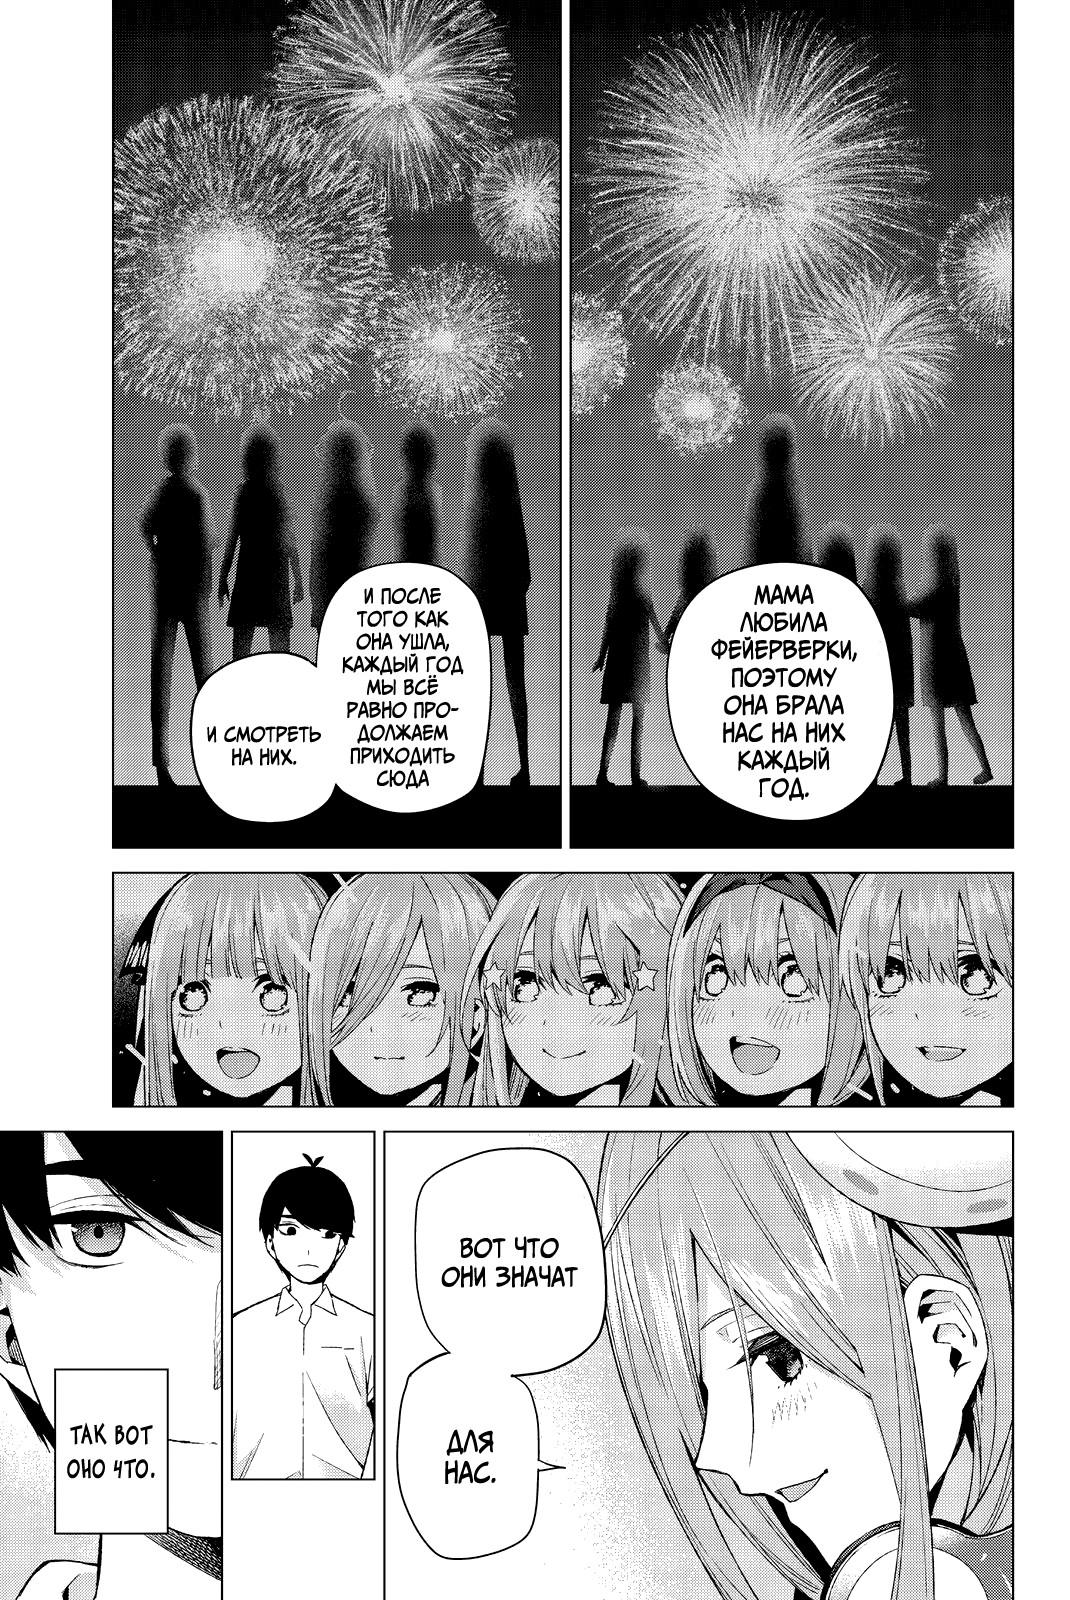 МАМА
ЛЮБИЛА
ФЕЙЕРВЕРКИ,
ПОЭТОМУ
ОНА БРАЛА
НАС НА НИХ
КАЖДЫЙ
ГОД.
И ПОСЛЕ
ТОГО КАК
ОНА УШЛА,
КАЖДЫЙ ГОД
МЫ ВСЁ
РАВНО ПРО-
ДОЛЖАЕМ
ПРИХОДИТЬ
СЮДА
И СМОТРЕТЬ
НА НИХ.
ВОТ ЧТО
ОНИ ЗНАЧАТ
ДЛЯ
НАС.
ТАК ВОТ
ОНО ЧТО.